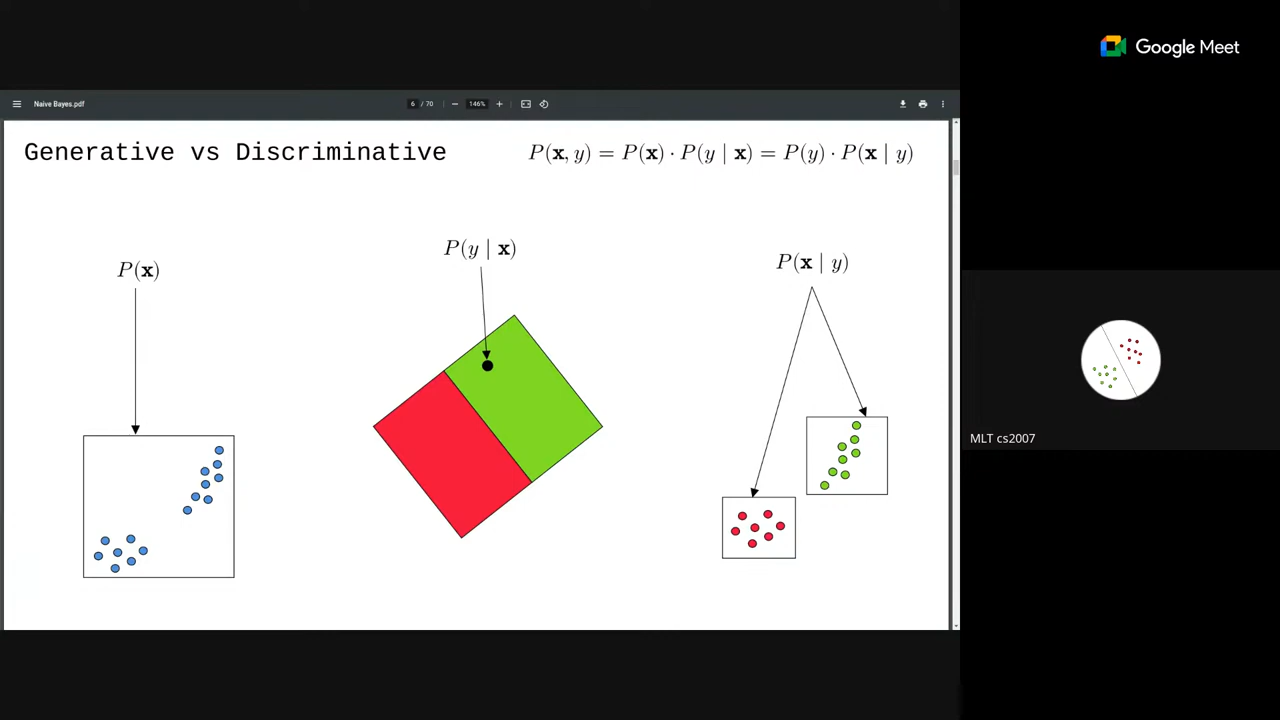 Google Meet
Naive Bayes.pdf
6 / 70
146%
Generative vs Discriminative
P(x, y) = P(x) · P(y | x) = P(y) · P(x | y)
P(x)
P(y | x)
P(x | y)
MLT cs2007